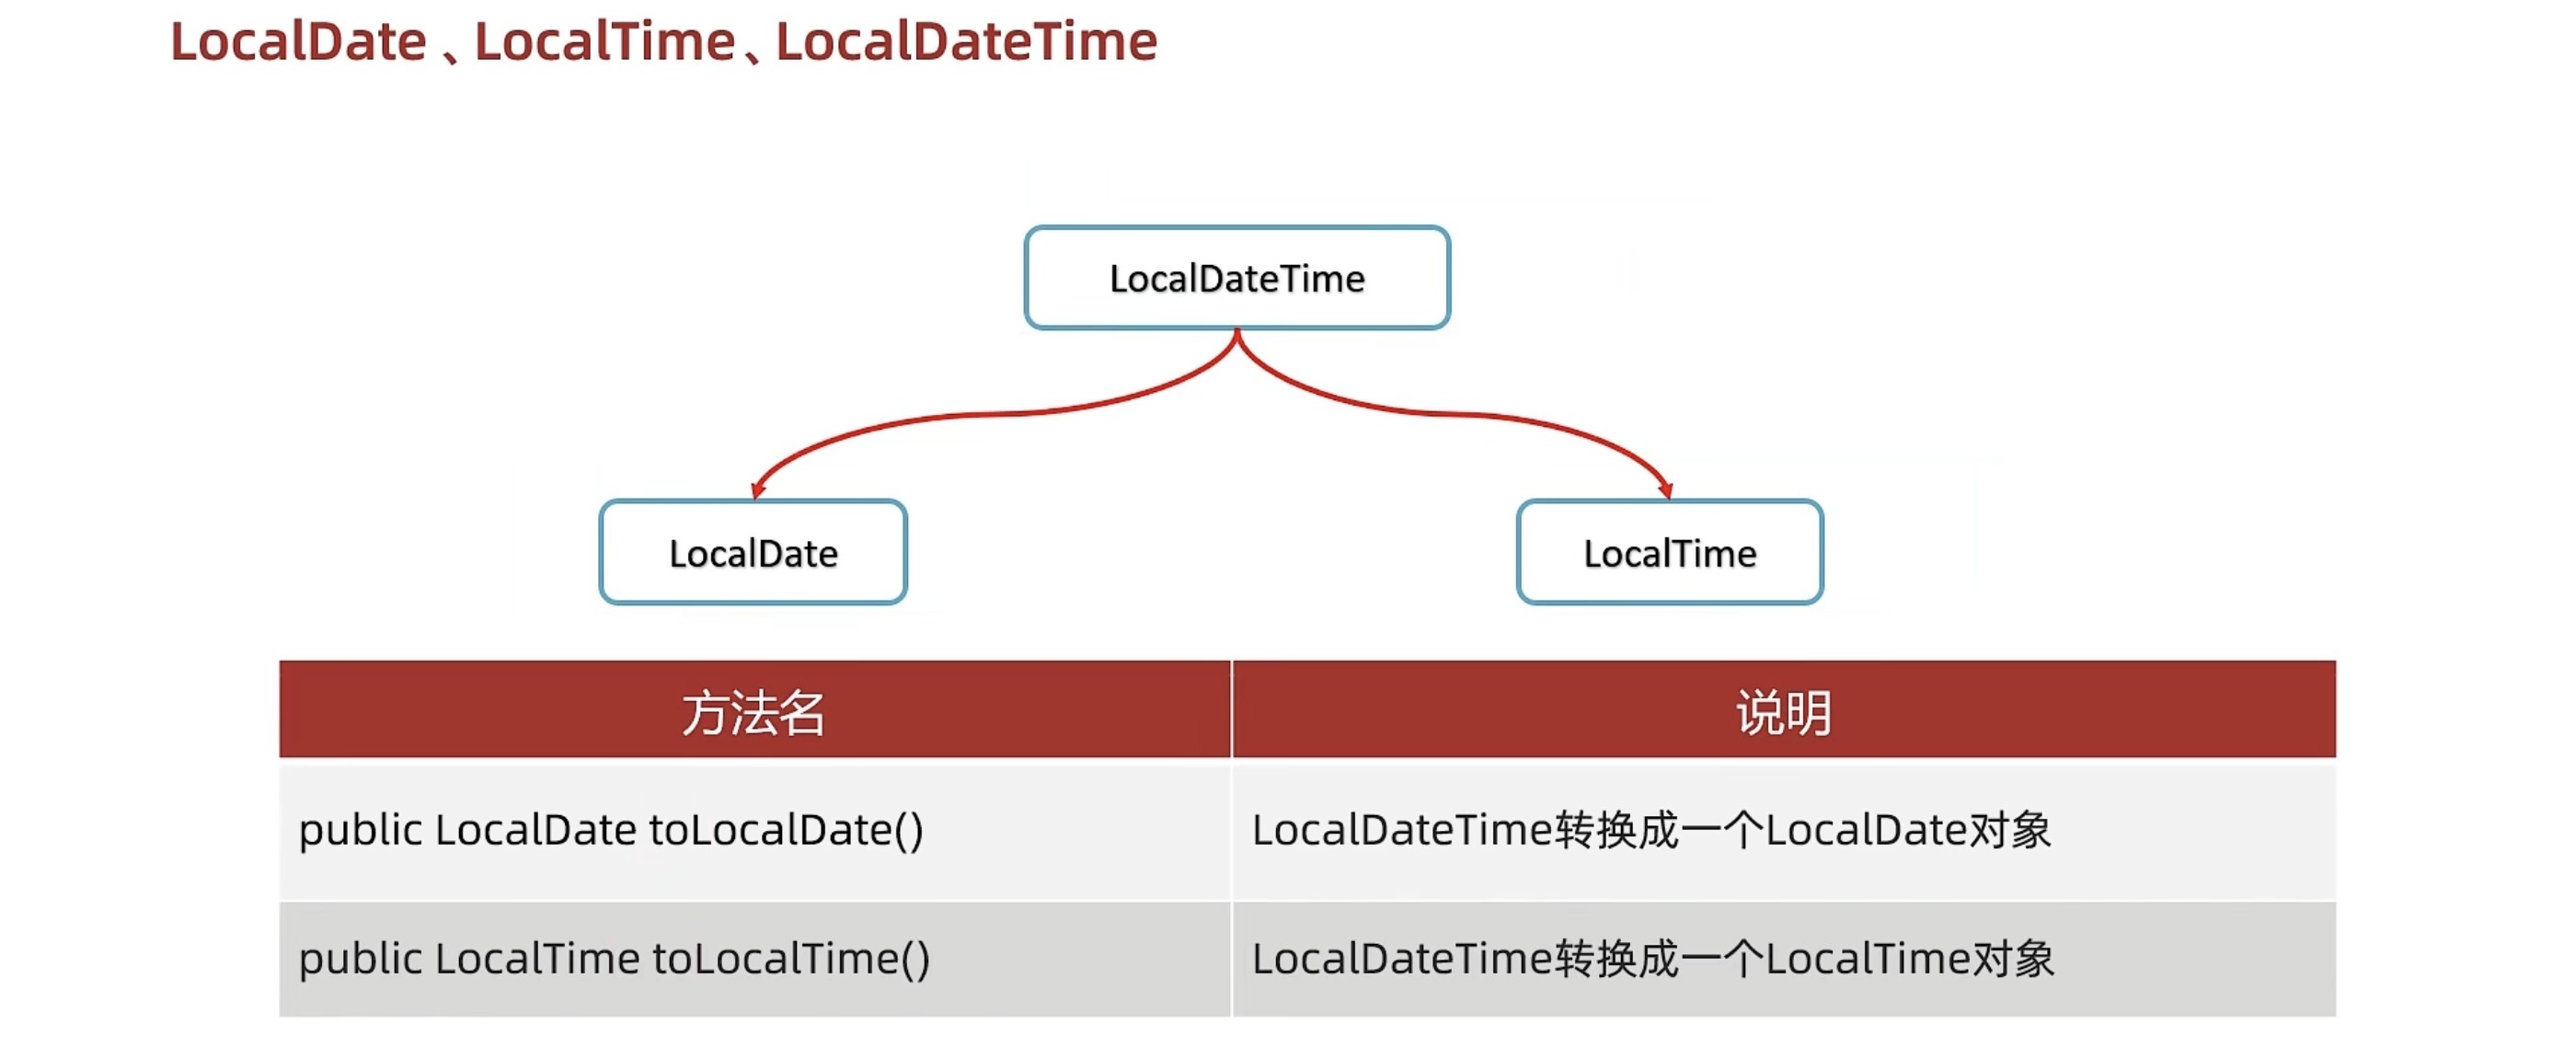 LocalDate 、LocalTime、LocalDateTime
LocalDateTime
LocalDate
LocalTime
方法名
说明
public LocalDate toLocalDate()
LocalDateTime转换成一个LocalDate对象
public LocalTime toLocalTime()
LocalDateTime转换成一个LocalTime对象